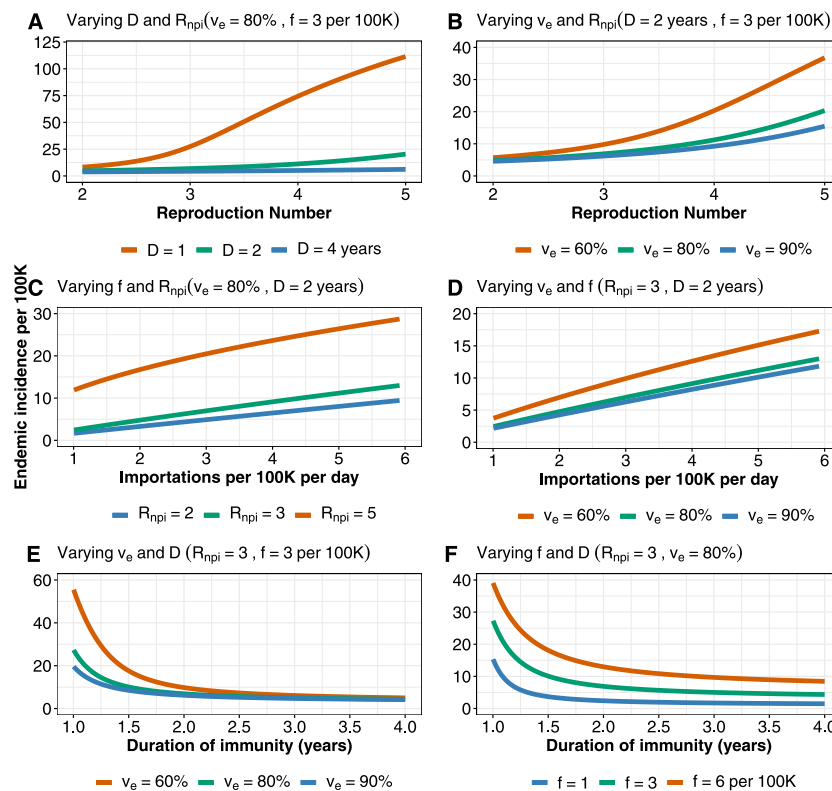 A Varying D and Rnpi(ve = 80% , f = 3 per 100K)
125
100
75
50
25
0
2 3 4 5
Reproduction Number
D = 1 D = 2 D = 4 years
B Varying ve and Rnpi(D = 2 years , f = 3 per 100K)
40
30
20
10
0
2 3 4 5
Reproduction Number
ve = 60% ve = 80% ve = 90%
Endemic incidence per 100K
C Varying f and Rnpi(ve = 80% , D = 2 years)
30
20
10
0
1 2 3 4 5 6
Importations per 100K per day
Rnpi = 2 Rnpi = 3 Rnpi = 5
D Varying ve and f (Rnpi = 3 , D = 2 years)
20
15
10
5
0
1 2 3 4 5 6
Importations per 100K per day
ve = 60% ve = 80% ve = 90%
E Varying ve and D (Rnpi = 3 , f = 3 per 100K)
60
40
20
0
1.0 1.5 2.0 2.5 3.0 3.5 4.0
Duration of immunity (years)
ve = 60% ve = 80% ve = 90%
F Varying f and D (Rnpi = 3 , ve = 80%)
40
30
20
10
0
1.0 1.5 2.0 2.5 3.0 3.5 4.0
Duration of immunity (years)
f = 1 f = 3 f = 6 per 100K